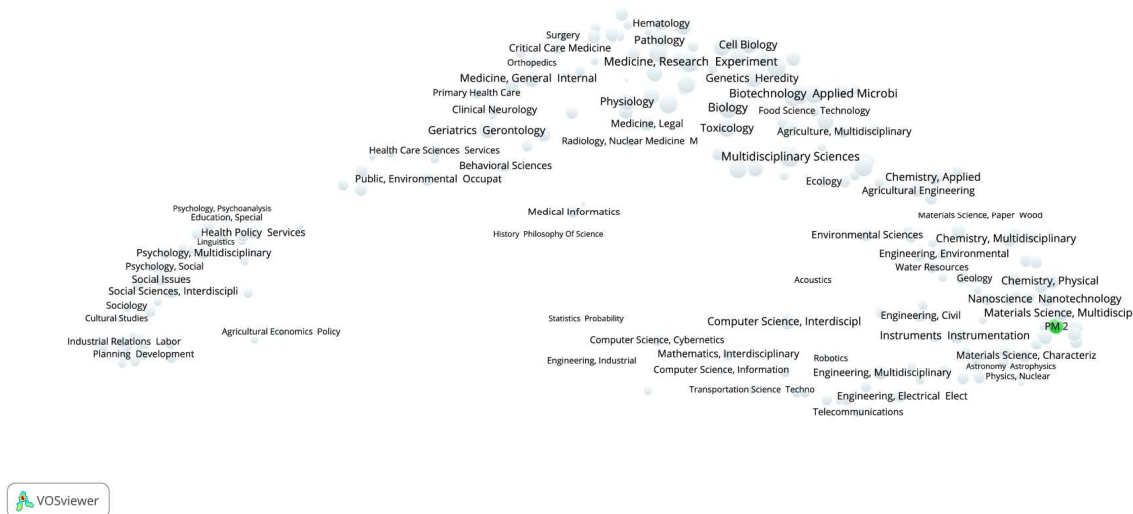 Hematology
Surgery
Pathology
Cell Biology
Critical Care Medicine
Orthopedics
Medicine, Research Experiment
Medicine, General Internal
Genetics Heredity
Primary Health Care
Biotechnology Applied Microbi
Physiology
Clinical Neurology
Biology
Food Science Technology
Medicine, Legal
Geriatrics Gerontology
Toxicology
Agriculture, Multidisciplinary
Radiology, Nuclear Medicine M
Health Care Sciences Services
Multidisciplinary Sciences
Behavioral Sciences
Public, Environmental Occupat
Ecology
Chemistry, Applied
Agricultural Engineering
Psychology, Psychoanalysis
Education, Special
Medical Informatics
Materials Science, Paper Wood
Health Policy Services
History Philosophy Of Science
Environmental Sciences
Chemistry, Multidisciplinary
Linguistics
Psychology, Multidisciplinary
Engineering, Environmental
Psychology, Social
Water Resources
Social Issues
Acoustics
Geology
Chemistry, Physical
Social Sciences, Interdiscipli
Nanoscience Nanotechnology
Sociology
Materials Science, Multidiscip
Cultural Studies
Statistics Probability
Computer Science, Interdiscipl
Engineering, Civil
PM 2
Agricultural Economics Policy
Instruments Instrumentation
Industrial Relations Labor
Computer Science, Cybernetics
Planning Development
Mathematics, Interdisciplinary
Materials Science, Characteriz
Engineering, Industrial
Robotics
Computer Science, Information
Engineering, Multidisciplinary
Astronomy Astrophysics
Physics, Nuclear
Transportation Science Techno
Engineering, Electrical Elect
Telecommunications
VOSviewer